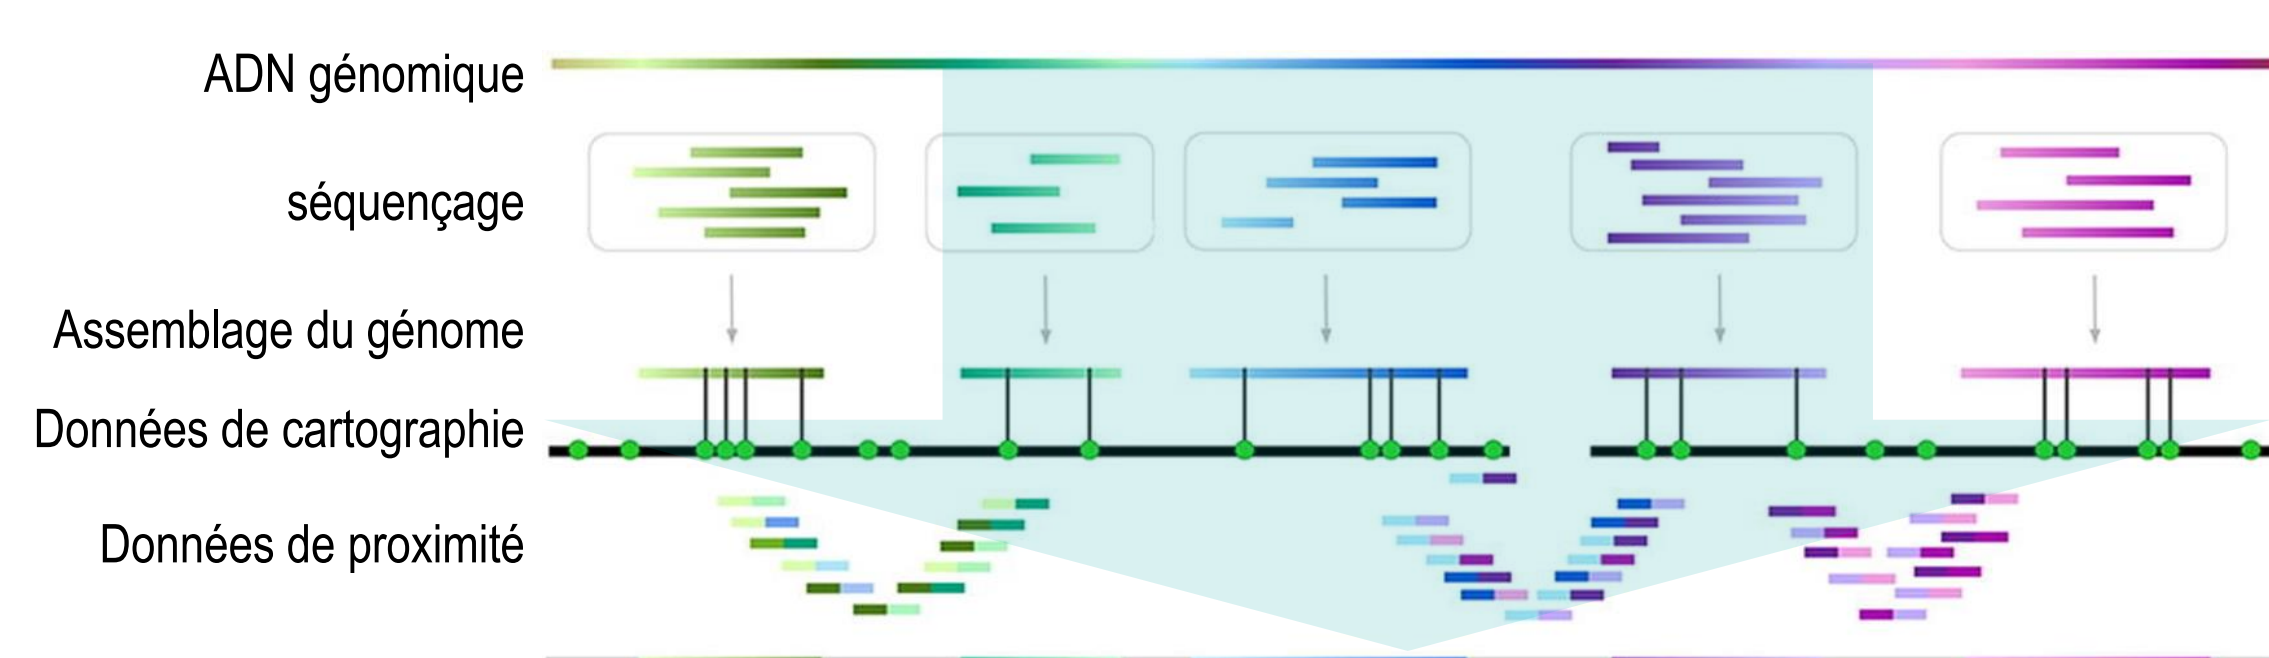 ADN génomique
séquençage
Assemblage du génome
Données de cartographie
Données de proximité